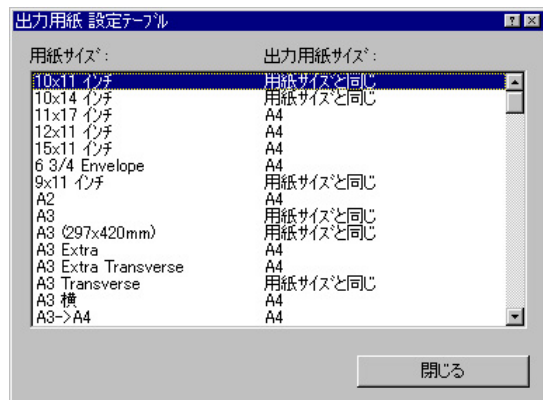 出力用紙 設定ﾃｰﾌﾞﾙ
用紙ｻｲｽﾞ: 出力用紙ｻｲｽﾞ:
10x11 ｲﾝﾁ 用紙ｻｲｽﾞと同じ
10x14 ｲﾝﾁ 用紙ｻｲｽﾞと同じ
11x17 ｲﾝﾁ A4
12x11 ｲﾝﾁ A4
15x11 ｲﾝﾁ A4
6 3/4 Envelope A4
9x11 ｲﾝﾁ 用紙ｻｲｽﾞと同じ
A2 A4
A3 用紙ｻｲｽﾞと同じ
A3 (297x420mm) 用紙ｻｲｽﾞと同じ
A3 Extra A4
A3 Extra Transverse A4
A3 Transverse 用紙ｻｲｽﾞと同じ
A3 横 A4
A3->A4 A4
閉じる